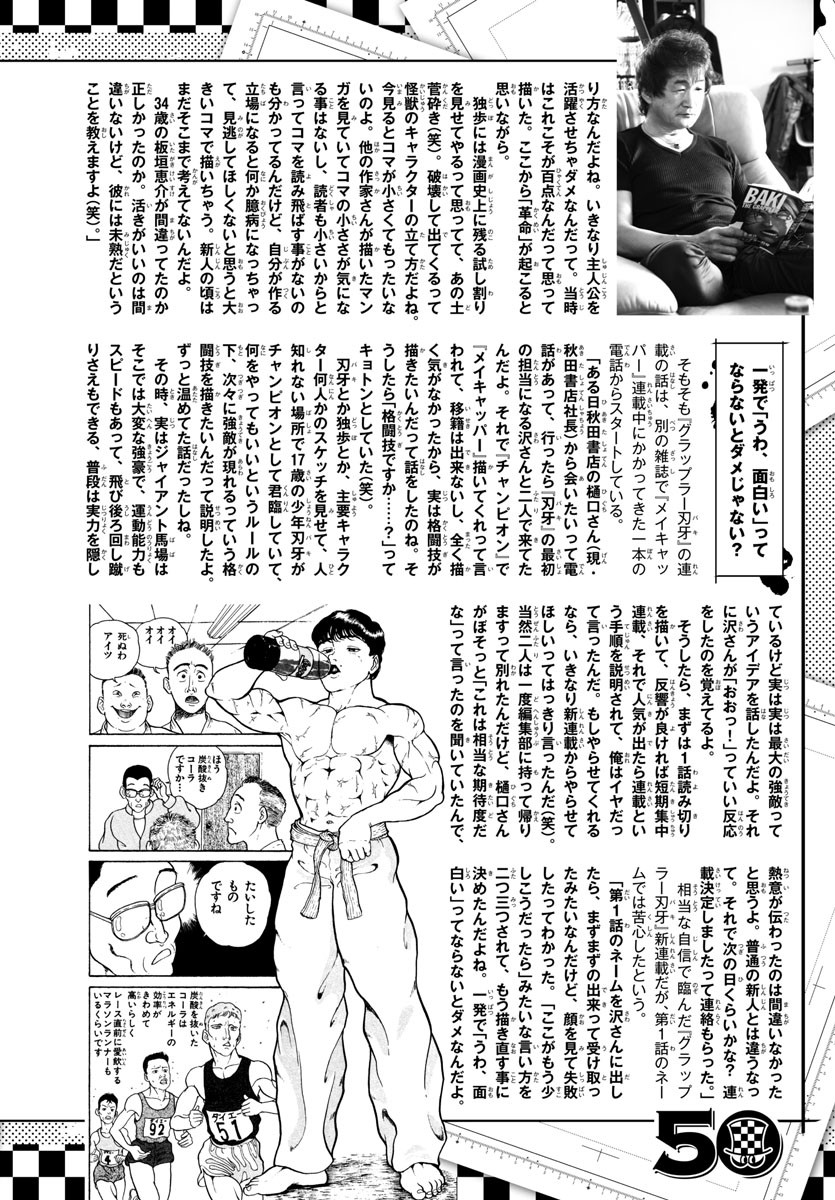 り方なんだよね。いきなり主人公を
活躍させちゃダメなんだって。当時
はこれこそが百点なんだって思って
描いた。ここから「革命」が起こると
思いながら。
独歩には漫画史上に残る試し割り
を見せてやるって思ってて、あの土
管砕き(笑)。破壊して出てくるって
怪獣のキャラクターの立て方だよね。
今見るとコマが小さくてもったいな
いのよ。他の作家さんが描いたマン
ガを見ていてコマの小ささが気にな
る事はないし、読者も小さいからと
言ってコマを読み飛ばす事がないの
も分かってるんだけど、自分が作る
立場になると何か臆病になっちゃっ
て、見逃してほしくないと思うと大
きいコマで描いちゃう。新人の頃は
まだそこまで考えてないんだよ。
34歳の板垣恵介が間違ってたのか
正しかったのか。活きがいいのは間
違いないけど、彼には未熟だという
ことを教えますよ(笑)。」
BAKI
一発で「うわ、面白い」って
ならないとダメじゃない?
そもそも『グラップラー刃牙』の連
載の話は、別の雑誌で『メイキャッ
パー』連載中にかかってきた一本の
電話からスタートしている。
「ある日秋田書店の樋口さん(現・
秋田書店社長)から会いたいって電
話があって、行ったら『刃牙』の最初
の担当になる沢さんと二人で来てた
んだよ。それで『チャンピオン』で
『メイキャッパー』描いてくれって言
われて、移籍は出来ないし、全く描
く気がなかったから、実は格闘技が
描きたいんだって話をしたのね。そ
うしたら「格闘技ですか……?」って
キョトンとしていた(笑)。
刃牙とか独歩とか、主要キャラク
ター何人かのスケッチを見せて、人
知れない場所で17歳の少年刃牙が
チャンピオンとして君臨していて、
何をやってもいいというルールの
下、次々に強敵が現れるっていう格
闘技を描きたいんだって説明したよ。
ずっと温めてた話だったしね。
その時、実はジャイアント馬場は
そこでは大変な強豪で、運動能力も
スピードもあって、飛び後ろ回し蹴
りさえもできる、普段は実力を隠し
ているけど実は実は最大の強敵って
いうアイデアを話したんだよ。それ
に沢さんが「おおっ!」っていい反応
をしたのを覚えてるよ。
そうしたら、まずは1話読み切り
を描いて、反響が良ければ短期集中
連載、それで人気が出たら連載とい
う手順を説明されて、俺はイヤだっ
て言ったんだ。もしやらせてくれる
なら、いきなり新連載からやらせて
ほしいってはっきり言ったんだ(笑)。
当然二人は一度編集部に持って帰り
ますって別れたんだけど、樋口さん
がぼそっと「これは相当な期待度だ
な」って言ったのを聞いていたんで、
熱意が伝わったのは間違いなかった
と思うよ。普通の新人とは違うなっ
て。それで次の日くらいかな?連
載決定しましたって連絡もらった。」
相当な自信で臨んだ『グラップ
ラー刃牙』新連載だが、第1話のネー
ムでは苦心したという。
「第1話のネームを沢さんに出し
たら、まずまずの出来って受け取っ
たみたいなんだけど、顔を見て失敗
したってわかった。「ここがもう少
しこうだったら」みたいな言い方を
二つ三つされて、もう描き直す事に
決めたんだよね。一発で「うわ、面
白い」ってならないとダメなんだよ。
オイ
オイ
死ぬわ
アイツ
ほう
炭酸抜き
コーラ
ですか…
たいした
もの
ですね
炭酸を抜いた
コーラは
エネルギーの
効率が
きわめて
高いらしく
レース直前に愛飲する
マラソンランナーも
いるくらいです
4
92
ダイエー
51
50